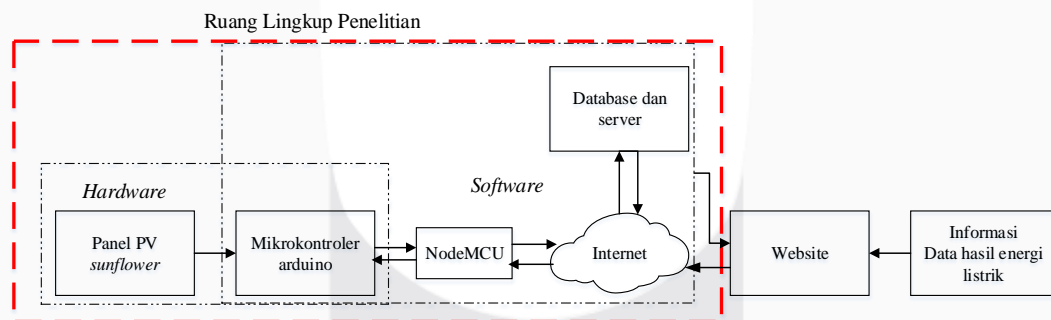 Ruang Lingkup Penelitian
Database dan
server
Hardware
Software
Panel PV
sunflower
Mikrokontroler
arduino
NodeMCU
Internet
Website
Informasi
Data hasil energi
listrik